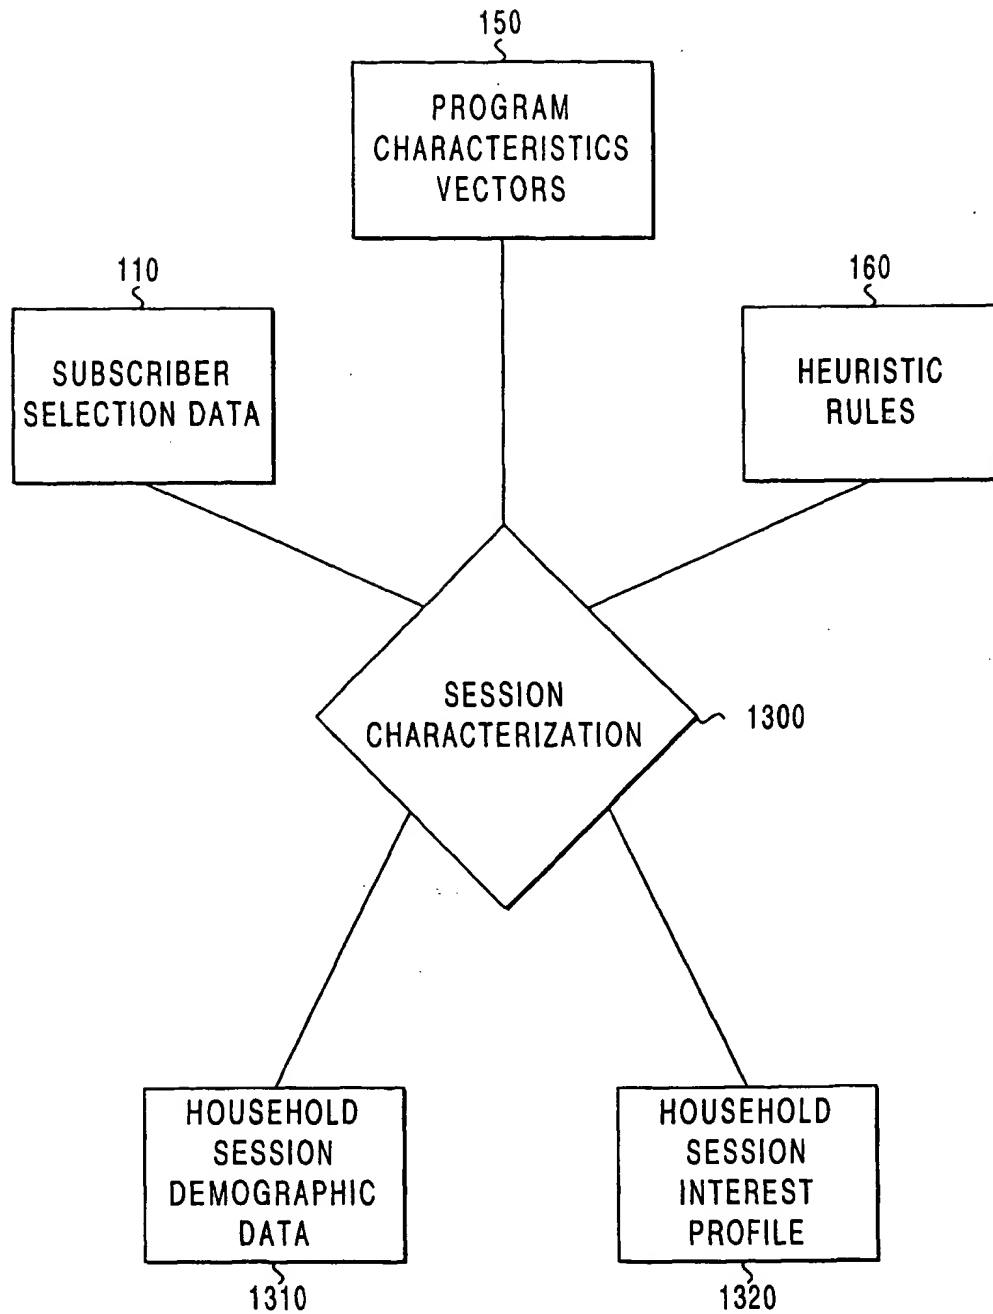 150
PROGRAM
CHARACTERISTICS
VECTORS
110
SUBSCRIBER
SELECTION DATA
160
HEURISTIC
RULES
SESSION
CHARACTERIZATION
1300
HOUSEHOLD
SESSION
DEMOGRAPHIC
DATA
1310
HOUSEHOLD
SESSION
INTEREST
PROFILE
1320